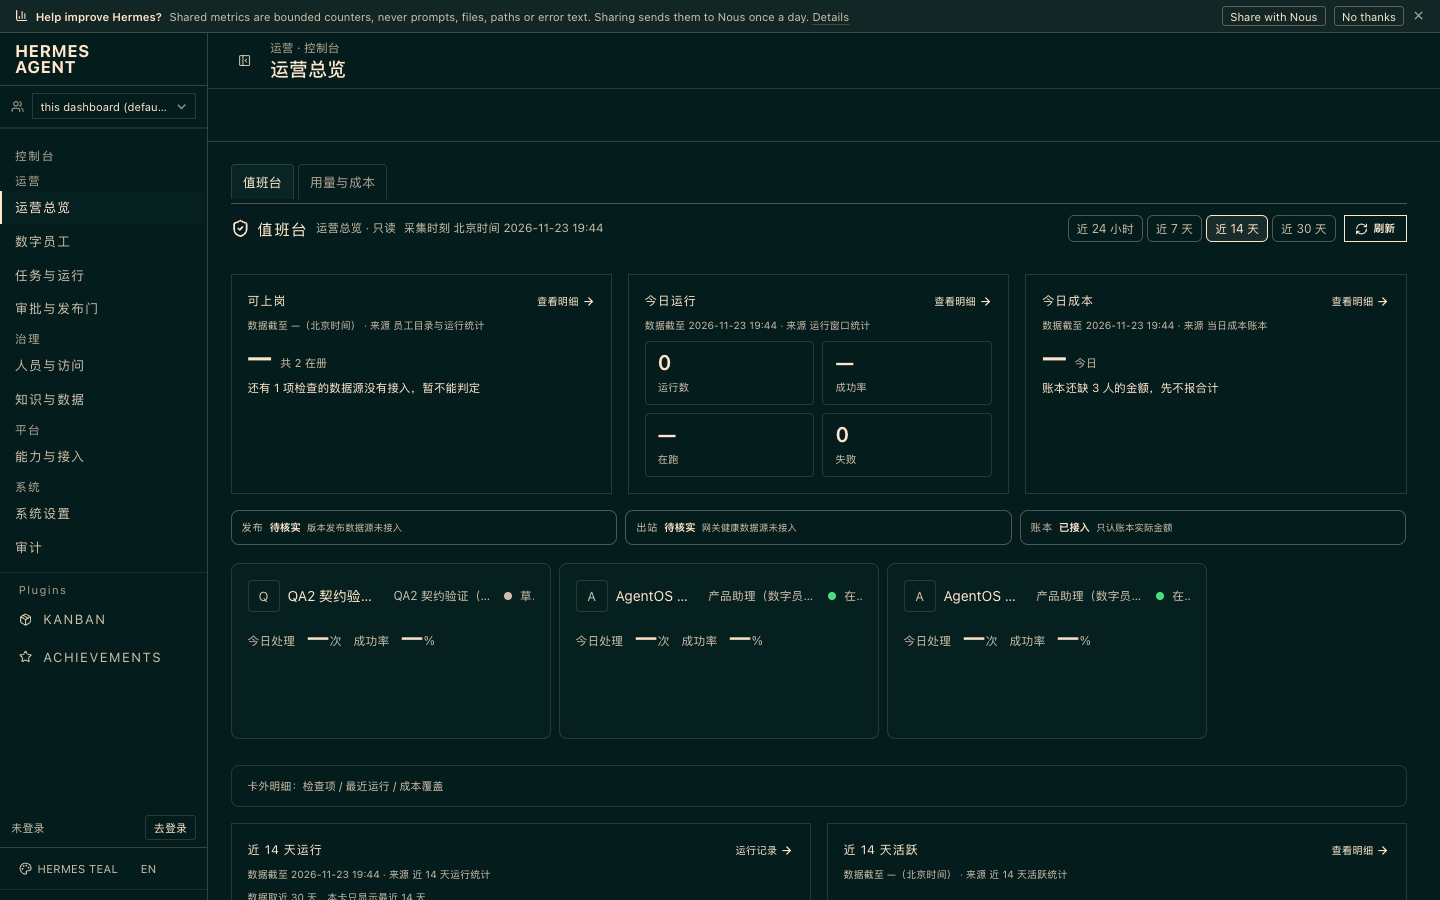 Help improve Hermes? Shared metrics are bounded counters, never prompts, files, paths or error text. Sharing sends them to Nous once a day. Details
Share with Nous
No thanks
HERMES
AGENT
this dashboard (defau...
控制台
运营
运营总览
数字员工
任务与运行
审批与发布门
治理
人员与访问
知识与数据
平台
能力与接入
系统
系统设置
审计
Plugins
KANBAN
ACHIEVEMENTS
未登录
去登录
HERMES TEAL
EN
运营 · 控制台
运营总览
值班台
用量与成本
值班台 运营总览 · 只读 采集时刻 北京时间 2026-11-23 19:44
近 24 小时
近 7 天
近 14 天
近 30 天
刷新
可上岗
查看明细 →
数据截至 —（北京时间） · 来源 员工目录与运行统计
— 共 2 在册
还有 1 项检查的数据源没有接入，暂不能判定
今日运行
查看明细 →
数据截至 2026-11-23 19:44 · 来源 运行窗口统计
0
运行数
—
成功率
—
在跑
0
失败
今日成本
查看明细 →
数据截至 2026-11-23 19:44 · 来源 当日成本账本
— 今日
账本还缺 3 人的金额，先不报合计
发布 待核实 版本发布数据源未接入
出站 待核实 网关健康数据源未接入
账本 已接入 只认账本实际金额
Q
QA2 契约验...
QA2 契约验证（...
草.
今日处理 —次 成功率 —%
A
AgentOS ...
产品助理（数字员...
在..
今日处理 —次 成功率 —%
A
AgentOS ...
产品助理（数字员...
在..
今日处理 —次 成功率 —%
卡外明细：检查项 / 最近运行 / 成本覆盖
近 14 天运行
运行记录 →
数据截至 2026-11-23 19:44 · 来源 近 14 天运行统计
数据取近 30 天，本卡只显示最近 14 天
近 14 天活跃
查看明细 →
数据截至 —（北京时间） · 来源 近 14 天活跃统计